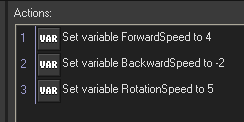 Actions:
1 VAR Set variable ForwardSpeed to 4
2 VAR Set variable BackwardSpeed to -2
3 VAR Set variable RotationSpeed to 5